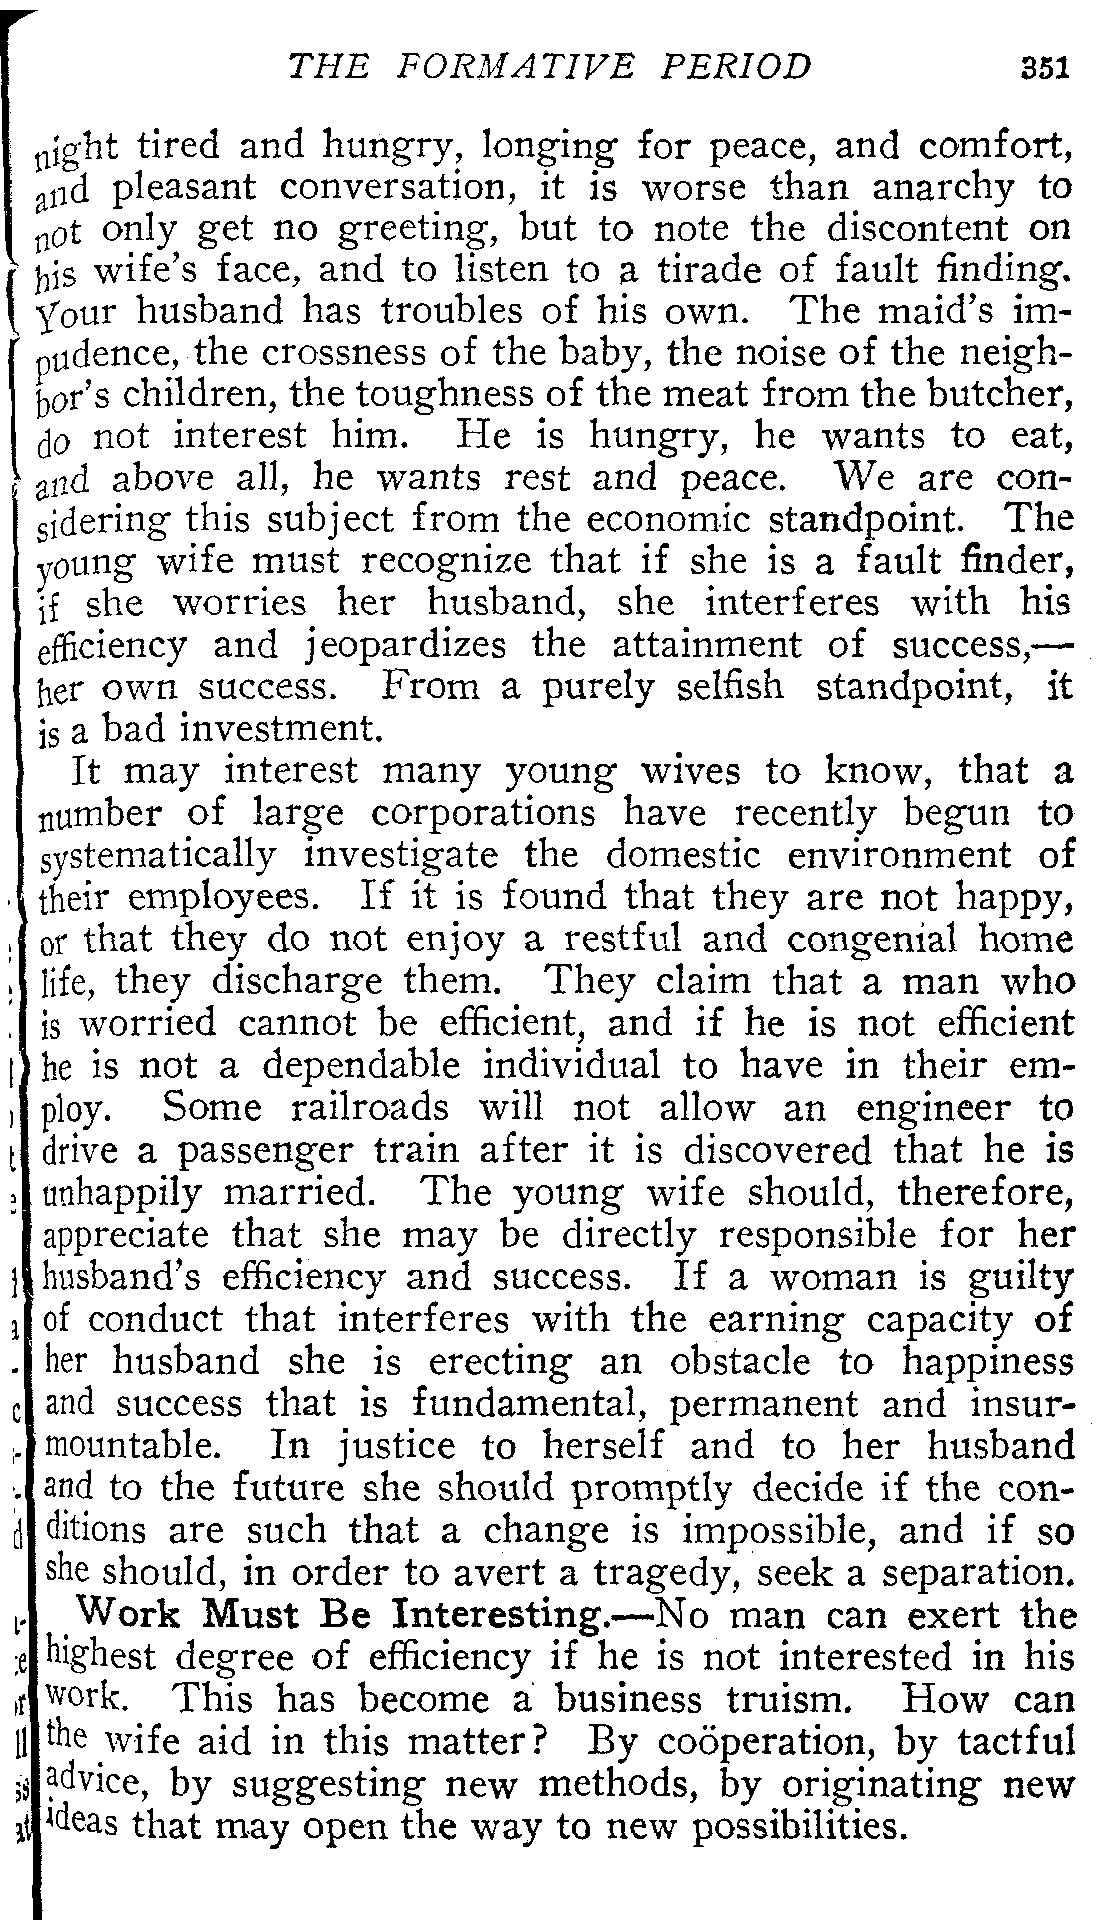 THE FORMATIVE PERIOD 351
night tired and hungry, longing for peace, and comfort,
and pleasant conversation, it is worse than anarchy to
not only get no greeting, but to note the discontent on
his wife's face, and to listen to a tirade of fault finding.
Your husband has troubles of his own. The maid's im-
pudence, the crossness of the baby, the noise of the neigh-
bor's children, the toughness of the meat from the butcher,
do not interest him. He is hungry, he wants to eat,
and above all, he wants rest and peace. We are con-
sidering this subject from the economic standpoint. The
young wife must recognize that if she is a fault finder,
if she worries her husband, she interferes with his
efficiency and jeopardizes the attainment of success,—
her own success. From a purely selfish standpoint, it
is a bad investment.
It may interest many young wives to know, that a
number of large corporations have recently begun to
systematically investigate the domestic environment of
their employees. If it is found that they are not happy,
or that they do not enjoy a restful and congenial home
life, they discharge them. They claim that a man who
is worried cannot be efficient, and if he is not efficient
he is not a dependable individual to have in their em-
ploy. Some railroads will not allow an engineer to
drive a passenger train after it is discovered that he is
unhappily married. The young wife should, therefore,
appreciate that she may be directly responsible for her
husband's efficiency and success. If a woman is guilty
of conduct that interferes with the earning capacity of
her husband she is erecting an obstacle to happiness
and success that is fundamental, permanent and insur-
mountable. In justice to herself and to her husband
and to the future she should promptly decide if the con-
ditions are such that a change is impossible, and if so
she should, in order to avert a tragedy, seek a separation.
Work Must Be Interesting.—No man can exert the
highest degree of efficiency if he is not interested in his
work. This has become a business truism. How can
the wife aid in this matter? By coöperation, by tactful
advice, by suggesting new methods, by originating new
ideas that may open the way to new possibilities.